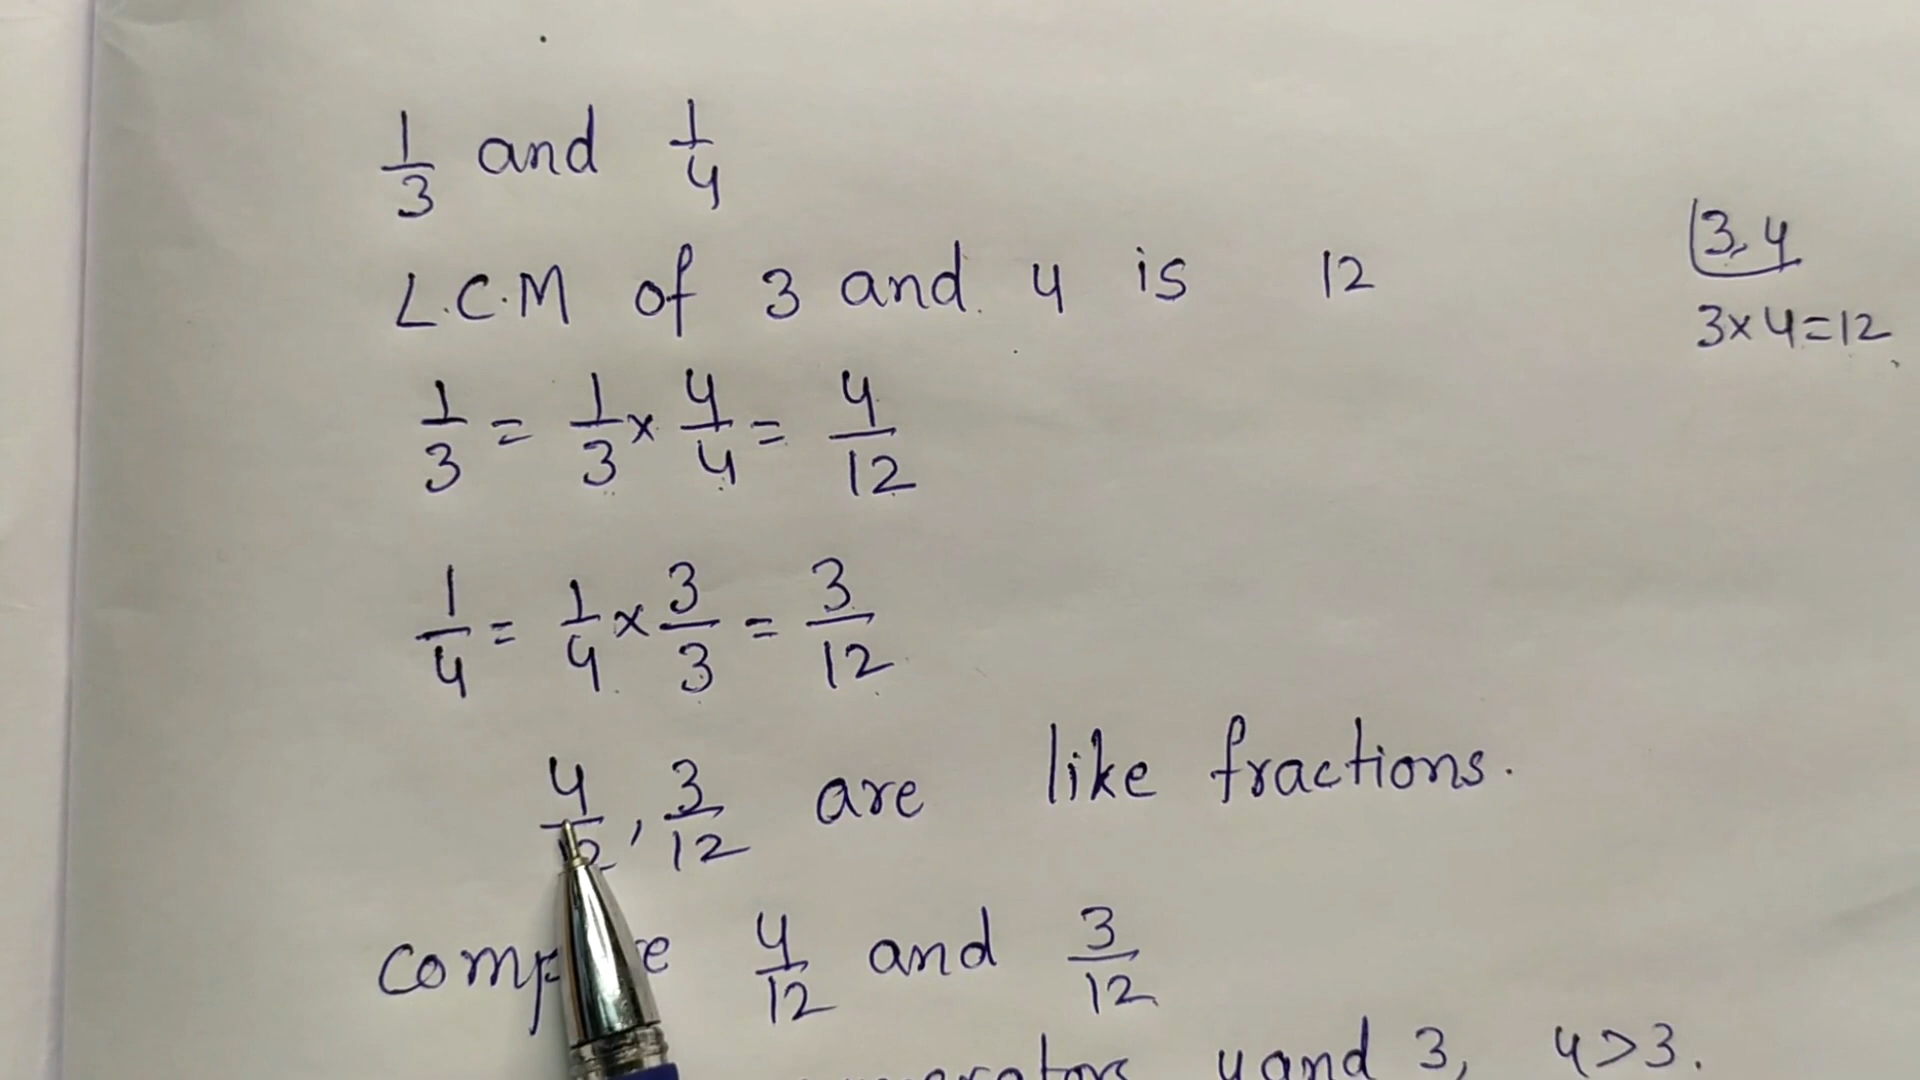 1/3 and 1/4
L.C.M of 3 and 4 is 12
3, 4
3×4=12
1/3 = 1/3 × 4/4 = 4/12
1/4 = 1/4 × 3/3 = 3/12
4/12, 3/12 are like fractions.
4/12 and 3/12
4 and 3, 4>3.